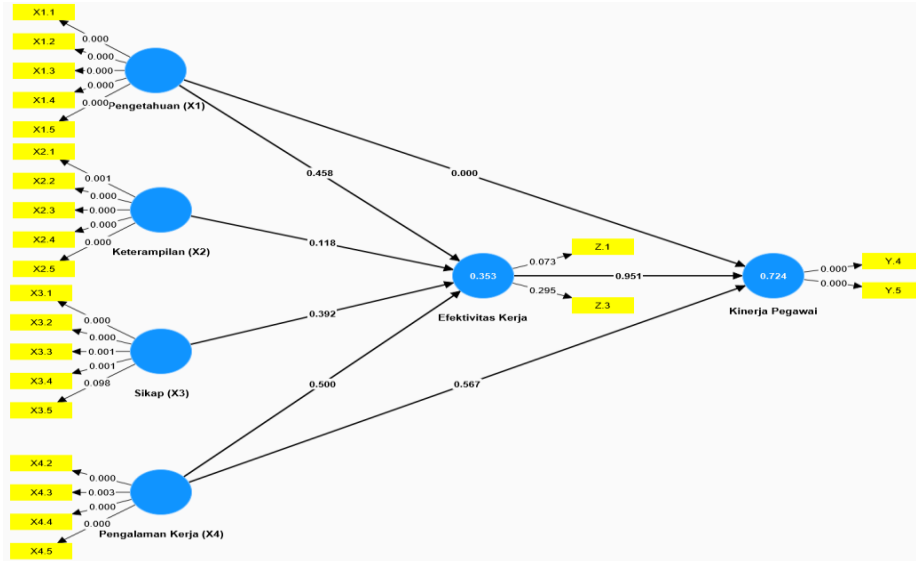 X1.1
0.000
X1.2
0.000
X1.3
0.000
X1.4
0.000
X1.5
0.000
Pengetahuan (X1)
X2.1
0.001
X2.2
0.000
X2.3
0.000
X2.4
0.000
X2.5
0.000
Keterampilan (X2)
X3.1
0.000
X3.2
0.000
X3.3
0.001
X3.4
0.001
X3.5
0.098
Sikap (X3)
X4.2
0.000
X4.3
0.003
X4.4
0.000
X4.5
0.000
Pengalaman Kerja (X4)
0.458
0.000
0.118
0.392
0.500
0.567
0.353
Efektivitas Kerja
0.073
Z.1
0.951
0.295
Z.3
0.724
Kinerja Pegawai
0.000
Y.4
0.000
Y.5